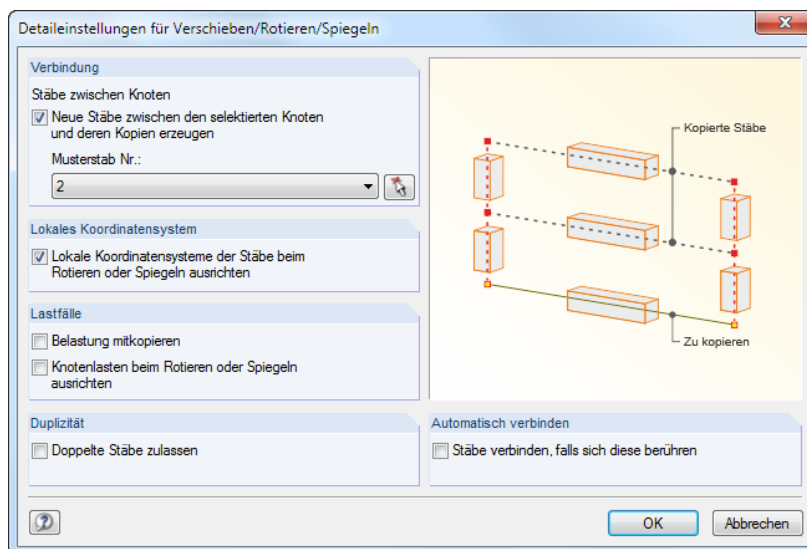 Detaileinstellungen für Verschieben/Rotieren/Spiegeln
Verbindung
Stäbe zwischen Knoten
Neue Stäbe zwischen den selektierten Knoten
und deren Kopien erzeugen
Musterstab Nr.:
2
Lokales Koordinatensystem
Lokale Koordinatensysteme der Stäbe beim
Rotieren oder Spiegeln ausrichten
Lastfälle
Belastung mitkopieren
Knotenlasten beim Rotieren oder Spiegeln
ausrichten
Kopierte Stäbe
Zu kopieren
Duplizität
Doppelte Stäbe zulassen
Automatisch verbinden
Stäbe verbinden, falls sich diese berühren
OK
Abbrechen